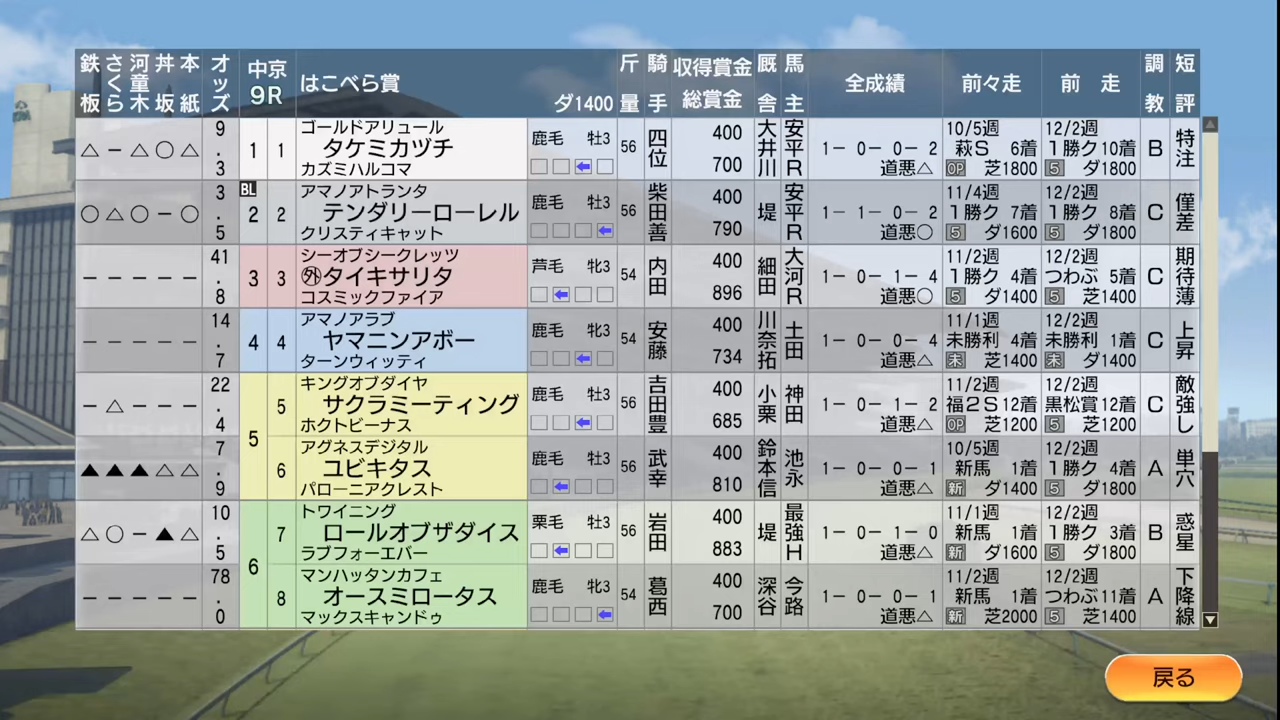 鉄板 さくら 河童木 丼坂 本紙 オッズ 中京9R はこべら賞 ダ1400 斤量 騎手 収得賞金 総賞金 厩舎 馬主 全成績 前々走 前走 調教 短評
△ － △ ○ △ 9.3 1 1 ゴールドアリュール 鹿毛 牡3 56 四位 400 大井川 安平R 1－ 0－ 0－ 2 10/5週 12/2週 B 特注
タケミカヅチ 萩S 6着 1勝ク 10着
カズミハルコマ 700 道悪△ OP 芝1800 5 ダ1800
○ △ ○ － ○ 3.5 BL 2 2 アマノアトランタ 鹿毛 牡3 56 柴田善 400 堤 安平R 1－ 1－ 0－ 2 11/4週 12/2週 C 僅差
テンダリーローレル 1勝ク 7着 1勝ク 8着
クリスティキャット 790 道悪○ 5 ダ1600 5 ダ1800
－ － － － － 41.8 3 3 シーオブシークレッツ 芦毛 牝3 54 内田 400 細田 大河R 1－ 0－ 1－ 4 11/2週 12/2週 C 期待薄
外 タイキサリタ 1勝ク 4着 つわぶ 5着
コスミックファイア 896 道悪○ 5 ダ1400 5 芝1400
－ － － － － 14.7 4 4 アマノアラブ 鹿毛 牝3 54 安藤 400 川奈拓 土田 1－ 0－ 0－ 4 11/1週 12/2週 C 上昇
ヤマニンアボー 未勝利 4着 未勝利 1着
ターンウィッティ 734 道悪△ 未 芝1400 未 ダ1400
－ △ － － － 22.4 5 5 キングオブダイヤ 鹿毛 牡3 56 吉田豊 400 小栗 神田 1－ 0－ 1－ 2 11/2週 12/2週 C 敵強し
サクラミーティング 福2S 12着 黒松賞 12着
ホクトビーナス 685 道悪△ OP 芝1200 5 芝1200
▲ ▲ ▲ △ △ 7.9 6 アグネスデジタル 鹿毛 牡3 56 武幸 400 鈴本信 池永 1－ 0－ 0－ 1 10/5週 12/2週 A 単穴
ユビキタス 新馬 1着 1勝ク 4着
パローニアクレスト 810 道悪△ 新 ダ1400 5 ダ1800
△ ○ － ▲ △ 10.5 6 7 トワイニング 栗毛 牡3 56 岩田 400 堤 最強H 1－ 0－ 1－ 0 11/1週 12/2週 B 惑星
ロールオブザダイス 新馬 1着 1勝ク 3着
ラブフォーエバー 883 道悪△ 新 ダ1600 5 ダ1800
－ － － － － 78.0 8 マンハッタンカフェ 鹿毛 牝3 54 葛西 400 深谷 今路 1－ 0－ 0－ 1 11/2週 12/2週 A 下降線
オースミロータス 新馬 1着 つわぶ 11着
マックスキャンドゥ 700 道悪△ 新 芝2000 5 芝1400
戻る